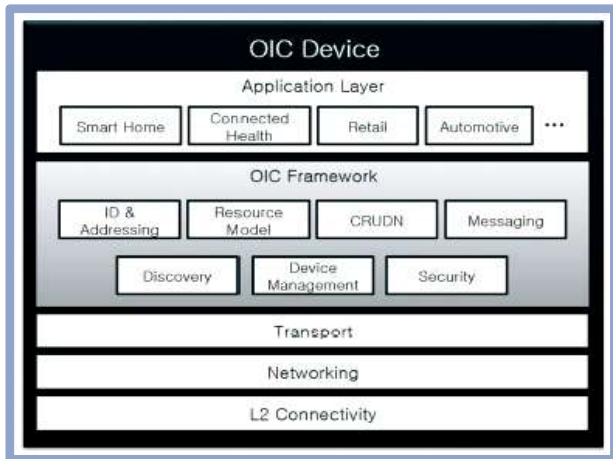 OIC Device
Application Layer
Smart Home
Connected
Health
Retail
Automotive
...
OIC Framework
ID &
Addressing
Resource
Model
CRUDN
Messaging
Discovery
Device
Management
Security
Transport
Networking
L2 Connectivity